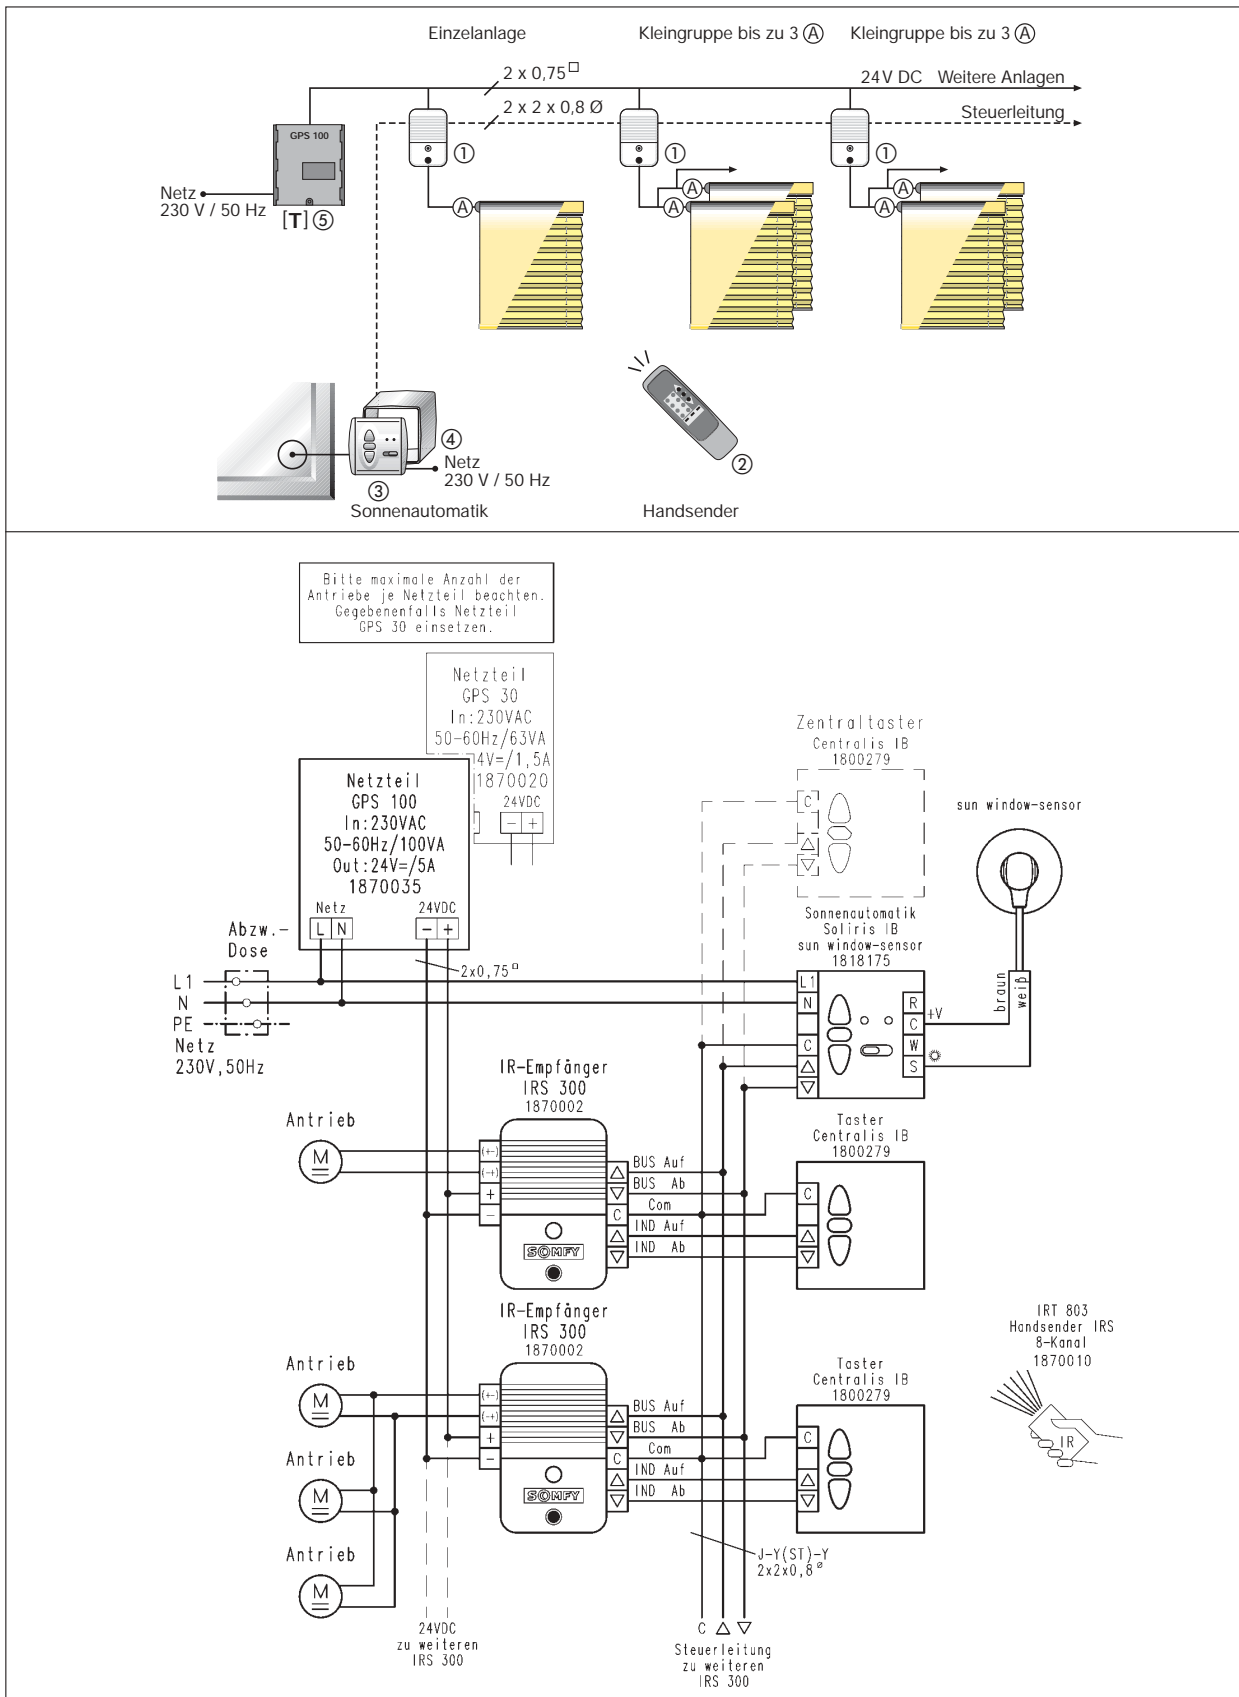 Einzelanlage
Kleingruppe bis zu 3 Ⓐ
Kleingruppe bis zu 3 Ⓐ
2 x 0,75 □
24V DC Weitere Anlagen
2 x 2 x 0,8 Ø
Steuerleitung
GPS 100
①
①
①
Netz
230 V / 50 Hz
[T] ⑤
Ⓐ
Ⓐ
Ⓐ
Ⓐ
Ⓐ
④
Netz
230 V / 50 Hz
③
Sonnenautomatik
②
Handsender
Bitte maximale Anzahl der
Antriebe je Netzteil beachten.
Gegebenenfalls Netzteil
GPS 30 einsetzen.
Netzteil
GPS 30
In:230VAC
50-60Hz/63VA
4V=/1,5A
1870020
24VDC
- +
Netzteil
GPS 100
In:230VAC
50-60Hz/100VA
Out:24V=/5A
1870035
Netz 24VDC
L N - +
2x0,75 □
Abzw.-
Dose
L1
N
PE
Netz
230V,50Hz
Zentraltaster
Centralis IB
1800279
C
△
▽
sun window-sensor
Sonnenautomatik
Soliris IB
sun window-sensor
1818175
L1
N
C
△
▽
R
C
W
S
+V
braun
weiß
IR-Empfänger
IRS 300
1870002
Antrieb
M
(+-)
(-+)
+
-
△ BUS Auf
▽ BUS Ab
C Com
△ IND Auf
▽ IND Ab
SOMFY
Taster
Centralis IB
1800279
C
△
▽
IR-Empfänger
IRS 300
1870002
Antrieb
M
Antrieb
M
Antrieb
M
(+-)
(-+)
+
-
△ BUS Auf
▽ BUS Ab
C Com
△ IND Auf
▽ IND Ab
SOMFY
Taster
Centralis IB
1800279
C
△
▽
IRT 803
Handsender IRS
8-Kanal
1870010
IR
J-Y(ST)-Y
2x2x0,8 ø
24VDC
zu weiteren
IRS 300
C △ ▽
Steuerleitung
zu weiteren
IRS 300